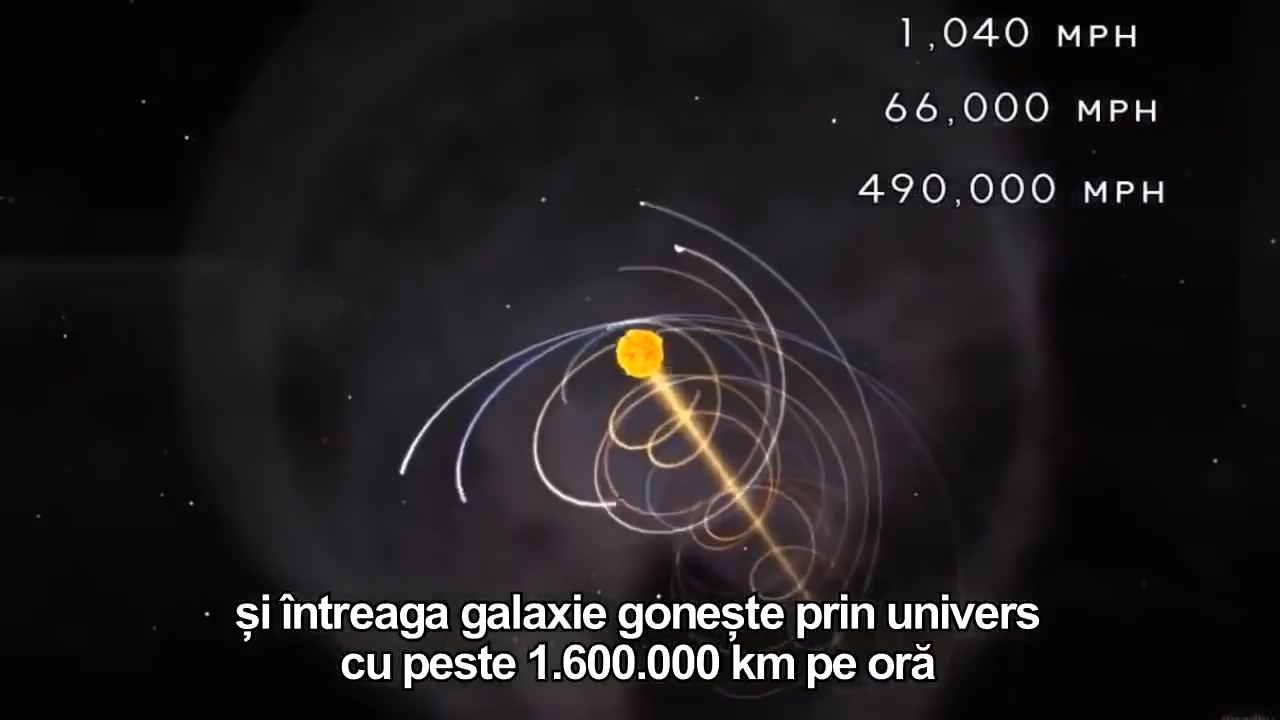 1,040 MPH
66,000 MPH
490,000 MPH
și întreaga galaxie gonește prin univers
cu peste 1.600.000 km pe oră